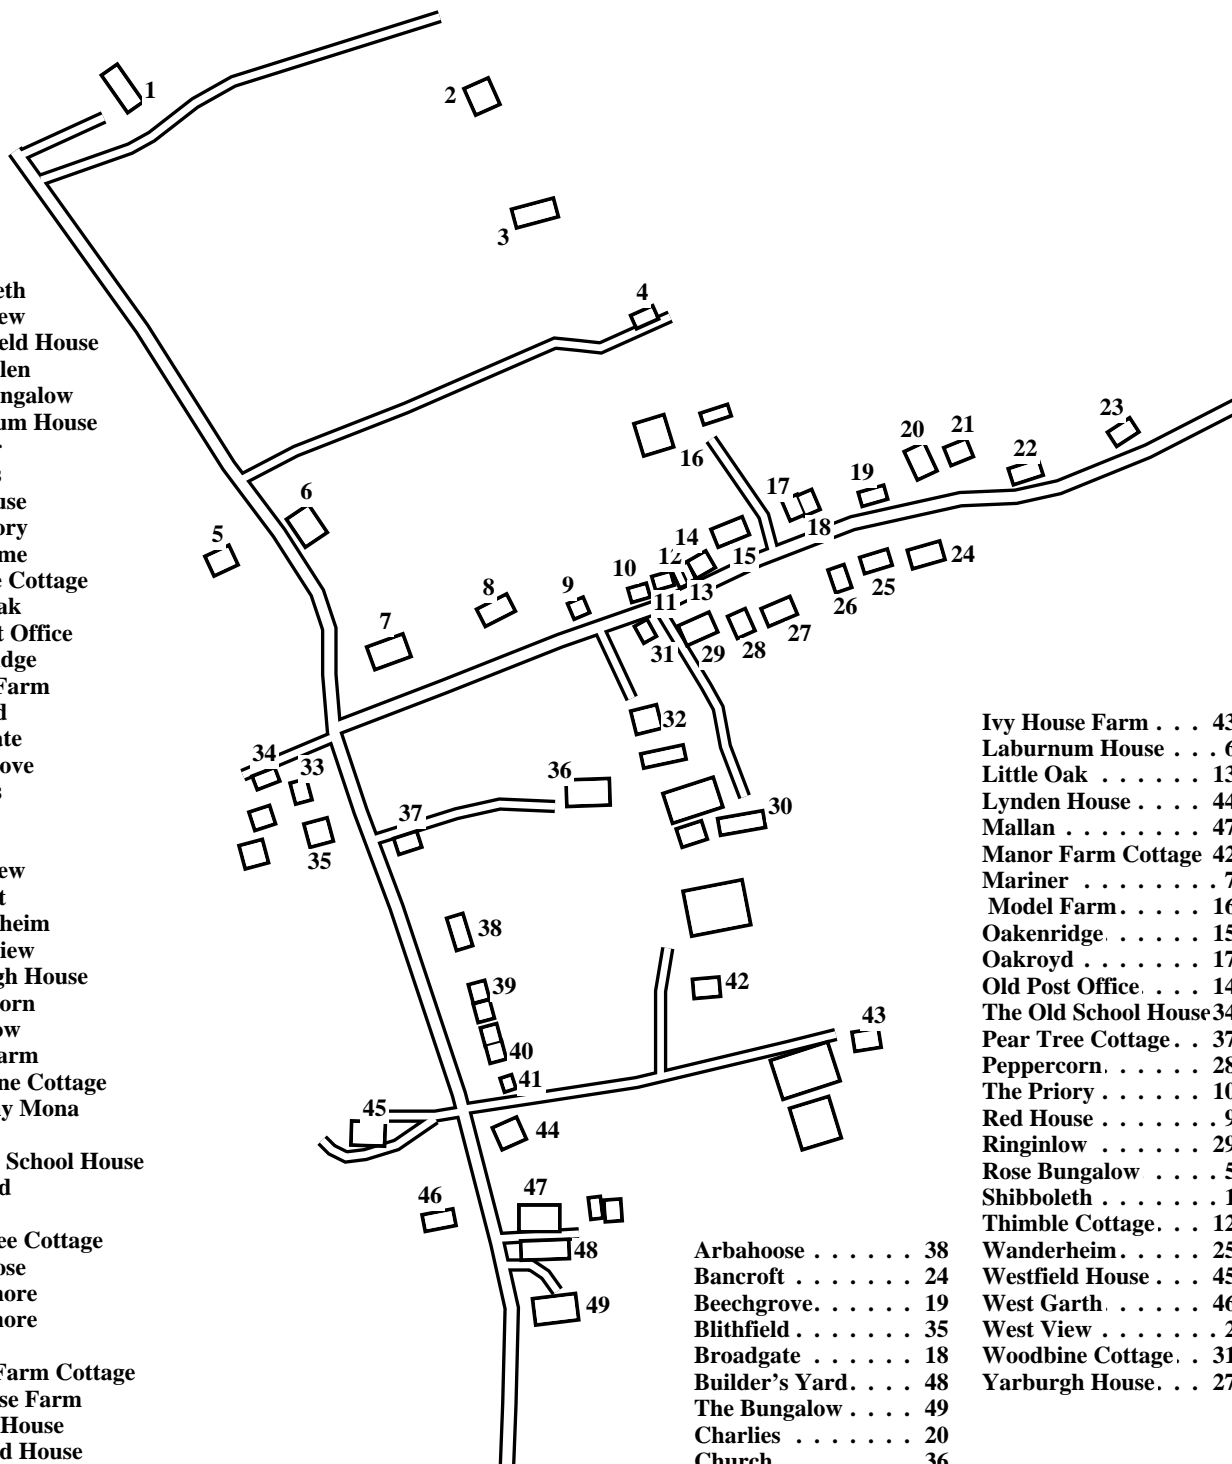 1
2
3
4
5
6
7
8
9
10
11
12
13
14
15
16
17
18
19
20
21
22
23
24
25
26
27
28
29
30
31
32
33
34
35
36
37
38
39
40
41
42
43
44
45
46
47
48
49
eth
ew
eld House
len
ngalow
um House
s
use
ory
me
e Cottage
ak
t Office
dge
Farm
d
ate
ove
s
ew
t
heim
iew
gh House
orn
ow
arm
ne Cottage
y Mona
School House
d
ee Cottage
ose
ore
ore
Farm Cottage
se Farm
House
d House
Arbahoose . . . . . . 38
Bancroft . . . . . . . 24
Beechgrove. . . . . . 19
Blithfield . . . . . . . 35
Broadgate . . . . . . 18
Builder's Yard. . . . 48
The Bungalow . . . . 49
Charlies . . . . . . . 20
Church . . . . . . . . 36
Ivy House Farm . . . 43
Laburnum House . . . 6
Little Oak . . . . . . 13
Lynden House . . . . 44
Mallan . . . . . . . . 47
Manor Farm Cottage 42
Mariner . . . . . . . . 7
Model Farm. . . . . 16
Oakenridge. . . . . . 15
Oakroyd . . . . . . . 17
Old Post Office. . . . 14
The Old School House 34
Pear Tree Cottage. . 37
Peppercorn. . . . . . 28
The Priory . . . . . . 10
Red House . . . . . . . 9
Ringinlow . . . . . . 29
Rose Bungalow . . . . 5
Shibboleth . . . . . . . 1
Thimble Cottage. . . 12
Wanderheim. . . . . 25
Westfield House . . . 45
West Garth. . . . . . 46
West View . . . . . . . 2
Woodbine Cottage. . 31
Yarburgh House. . . 27